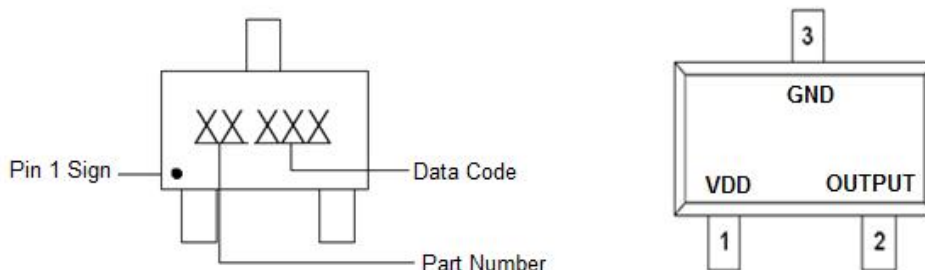 XX XXX
Pin 1 Sign
Data Code
Part Number
3
GND
VDD OUTPUT
1 2